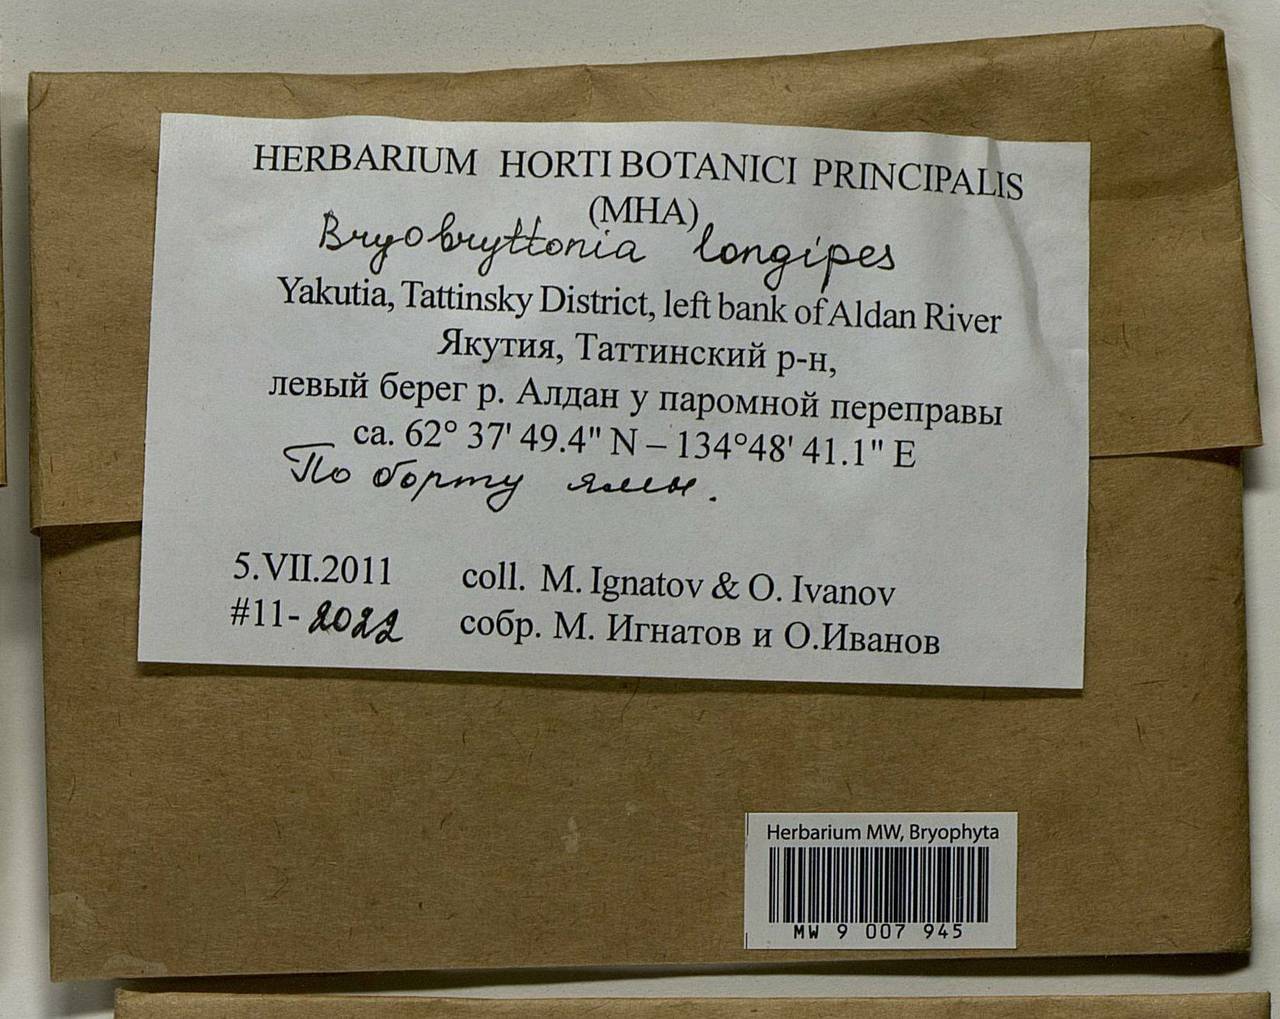 HERBARIUM HORTI BOTANICI PRINCIPALIS
(MHA)
Bryobryttonia longipes
Yakutia, Tattinsky District, left bank of Aldan River
Якутия, Таттинский р-н,
левый берег р. Алдан у паромной переправы
ca. 62° 37' 49.4" N – 134°48' 41.1" E
По борту ямы.
5.VII.2011 coll. M. Ignatov & O. Ivanov
#11-2022 собр. М. Игнатов и О.Иванов
Herbarium MW, Bryophyta
MW 9 007 945